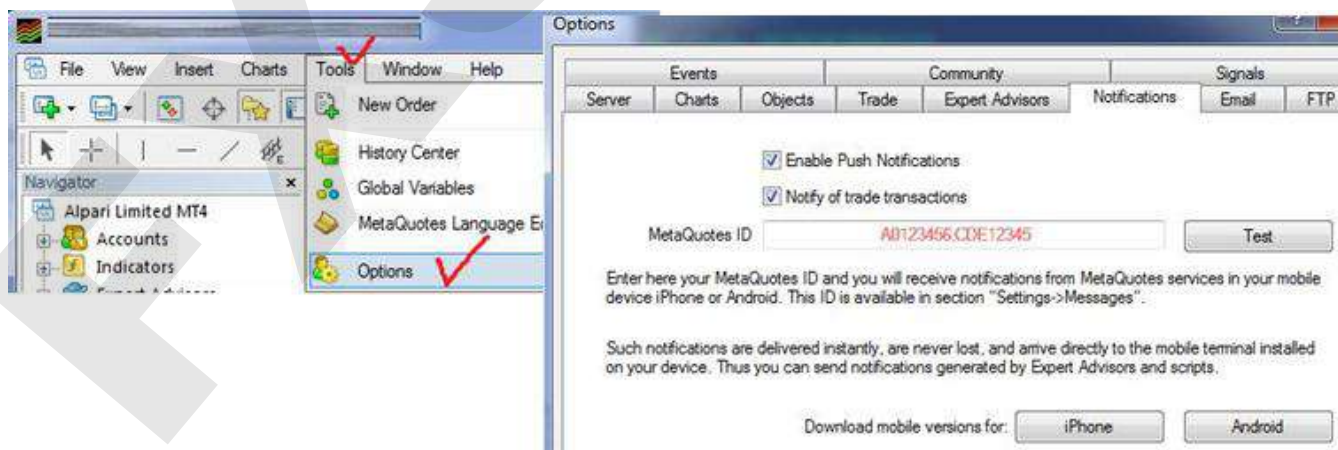 File View Insert Charts Tools Window Help
New Order
History Center
Global Variables
MetaQuotes Language
Options
Navigator
Alpari Limited MT4
Accounts
Indicators
Options
Events Community Signals
Server Charts Objects Trade Expert Advisors Notifications Email FTP
Enable Push Notifications
Notify of trade transactions
MetaQuotes ID A0123456,CDE12345 Test
Enter here your MetaQuotes ID and you will receive notifications from MetaQuotes services in your mobile
device iPhone or Android. This ID is available in section "Settings->Messages".
Such notifications are delivered instantly, are never lost, and arrive directly to the mobile terminal installed
on your device. Thus you can send notifications generated by Expert Advisors and scripts.
Download mobile versions for: iPhone Android